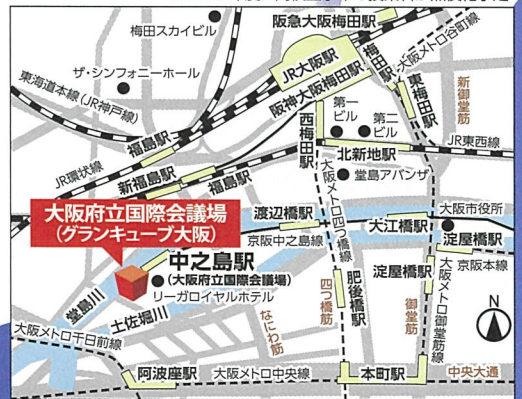 阪急大阪梅田駅
梅田スカイビル
ザ・シンフォニーホール
JR大阪駅
梅田駅
大阪メトロ谷町線
東海道本線(JR神戸線)
阪神大阪梅田駅
東梅田駅
新御堂筋
福島駅
西梅田駅
第一
ビル
第二
ビル
JR東西線
JR環状線
新福島駅
福島駅
北新地駅
堂島アバンザ
大阪府立国際会議場
(グランキューブ大阪)
渡辺橋駅
大阪メトロ四つ橋線
大江橋駅
大阪市役所
京阪中之島線
淀屋橋駅
中之島駅
(大阪府立国際会議場)
リーガロイヤルホテル
肥後橋駅
淀屋橋駅
京阪本線
堂島川
土佐堀川
なにわ筋
四つ橋筋
御堂筋
大阪メトロ御堂筋線
N
大阪メトロ千日前線
阿波座駅
大阪メトロ中央線
本町駅
中央大通